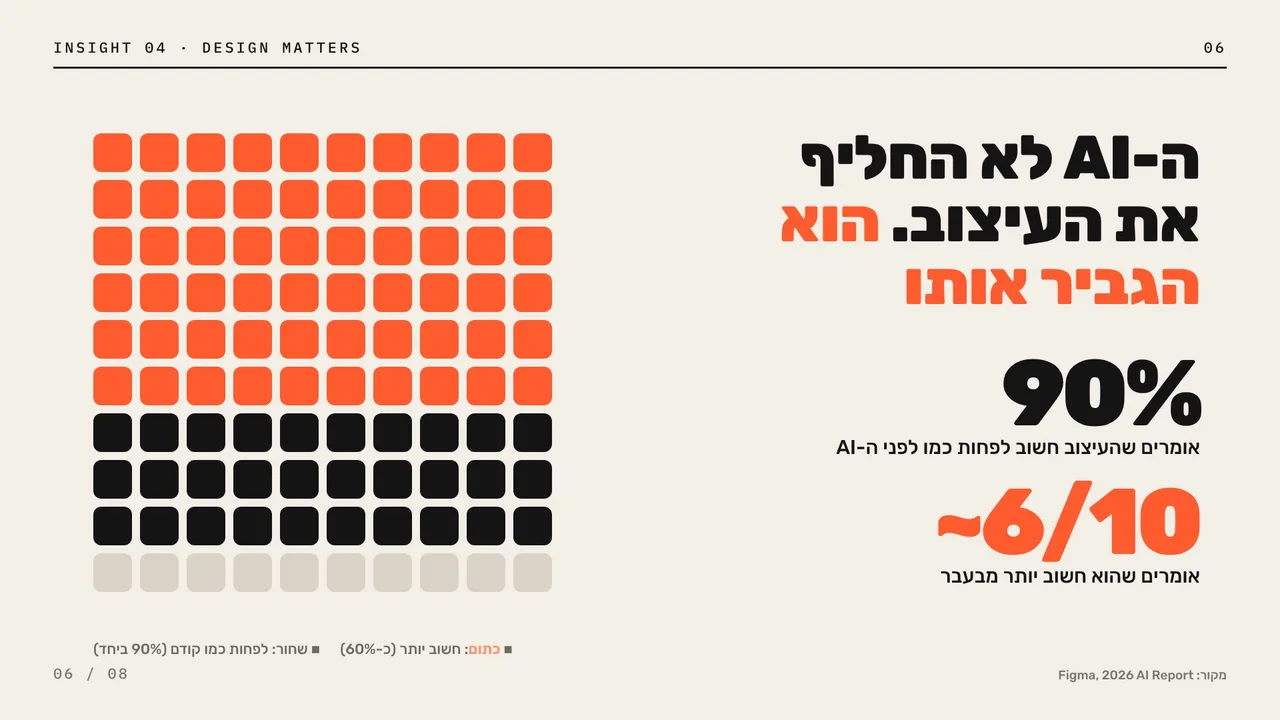 INSIGHT 04 · DESIGN MATTERS
06
ה-AI לא החליף
את העיצוב. הוא
הגביר אותו
90%
אומרים שהעיצוב חשוב לפחות כמו לפני ה-AI
~6/10
אומרים שהוא חשוב יותר מבעבר
■ כתום: חשוב יותר (כ-60%) ■ שחור: לפחות כמו קודם (90% ביחד)
מקור: Figma, 2026 AI Report
06 / 08